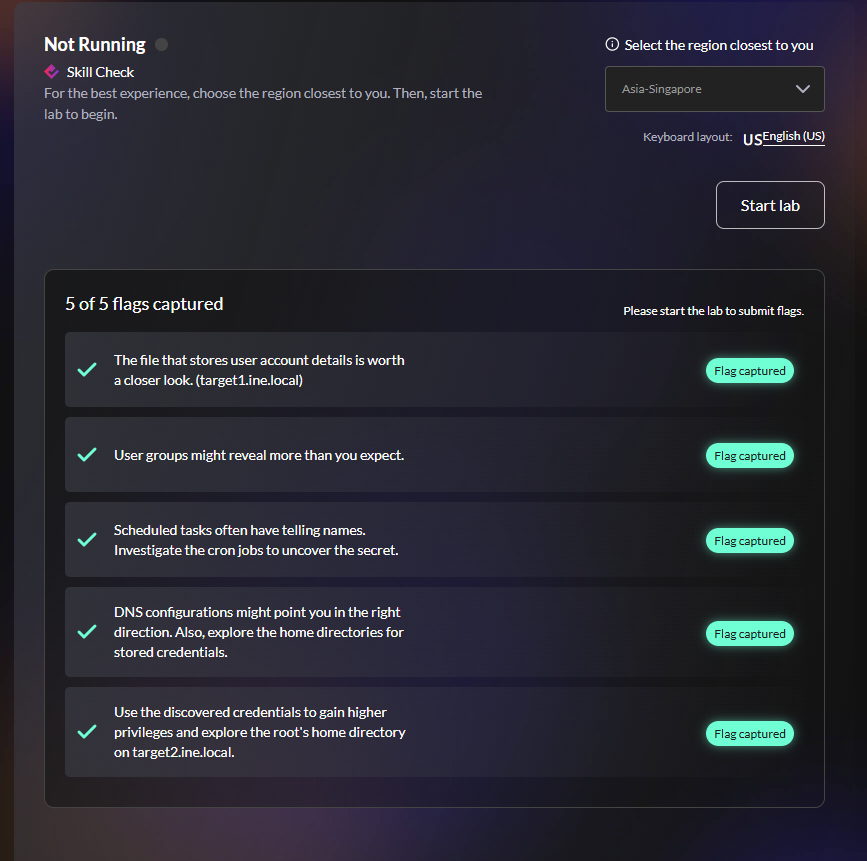 Not Running
Skill Check
For the best experience, choose the region closest to you. Then, start the
lab to begin.
Select the region closest to you
Asia-Singapore
Keyboard layout: US English (US)
Start lab
5 of 5 flags captured
Please start the lab to submit flags.
The file that stores user account details is worth
a closer look. (target1.ine.local)
Flag captured
User groups might reveal more than you expect.
Flag captured
Scheduled tasks often have telling names.
Investigate the cron jobs to uncover the secret.
Flag captured
DNS configurations might point you in the right
direction. Also, explore the home directories for
stored credentials.
Flag captured
Use the discovered credentials to gain higher
privileges and explore the root's home directory
on target2.ine.local.
Flag captured